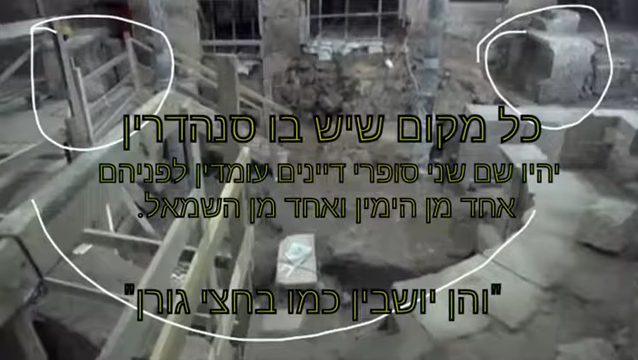 כל מקום שיש בו סנהדרין
יהיו שם שני סופרי דיינים עומדין לפניהם
אחד מן הימין ואחד מן השמאל.
"והן יושבין כמו בחצי גורן"